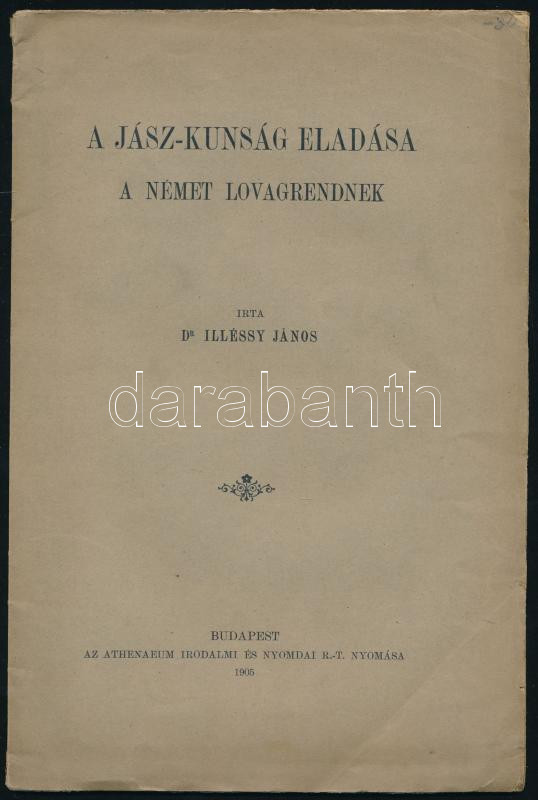 A JÁSZ-KUNSÁG ELADÁSA
A NÉMET LOVAGRENDNEK
IRTA
DR ILLÉSSY JÁNOS
darabanth
BUDAPEST
AZ ATHENAEUM IRODALMI ÉS NYOMDAI R.-T. NYOMÁSA
1905